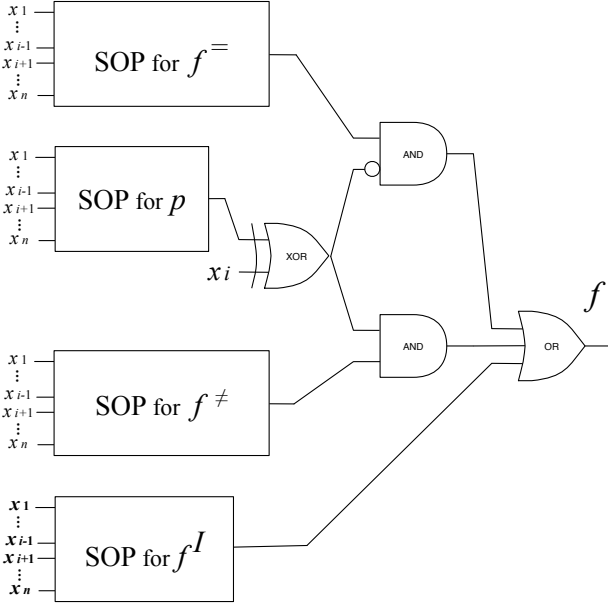 x1
⋮
xi-1
xi+1
⋮
xn
SOP for f =
x1
⋮
xi-1
xi+1
⋮
xn
SOP for p
xi
XOR
AND
AND
OR
f
x1
⋮
xi-1
xi+1
⋮
xn
SOP for f ≠
x1
⋮
xi-1
xi+1
⋮
xn
SOP for f I